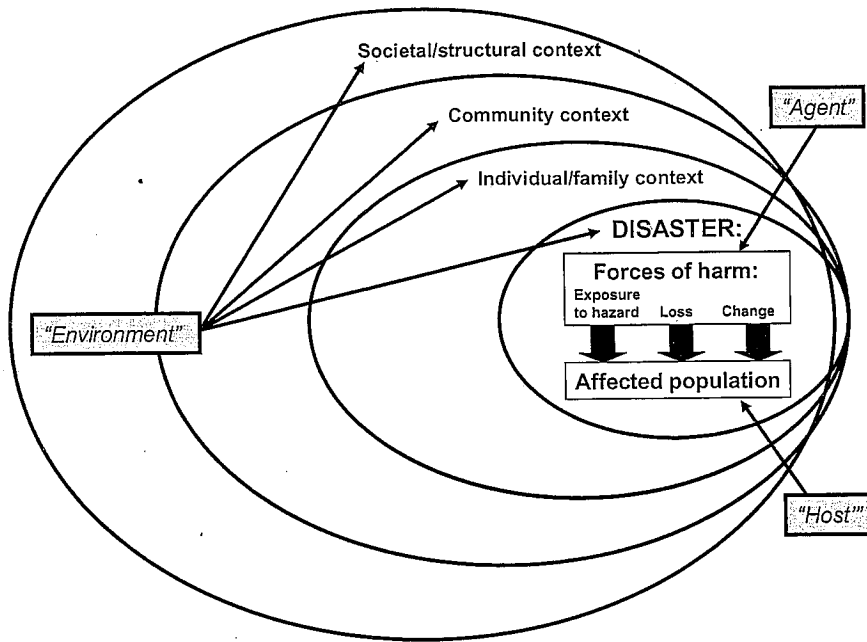 Societal/structural context
"Agent"
Community context
Individual/family context
DISASTER:
Forces of harm:
Exposure
to hazard Loss Change
"Environment"
Affected population
"Host'"